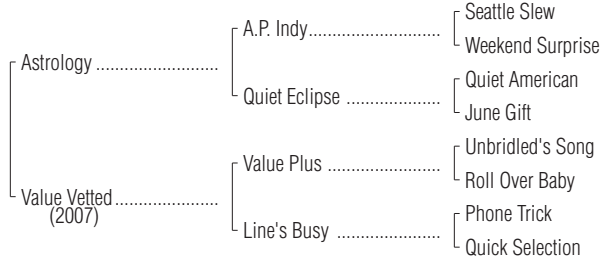 Seattle Slew
A.P. Indy
Weekend Surprise
Astrology
Quiet American
Quiet Eclipse
June Gift
Unbridled's Song
Value Plus
Roll Over Baby
Value Vetted
(2007)
Phone Trick
Line's Busy
Quick Selection